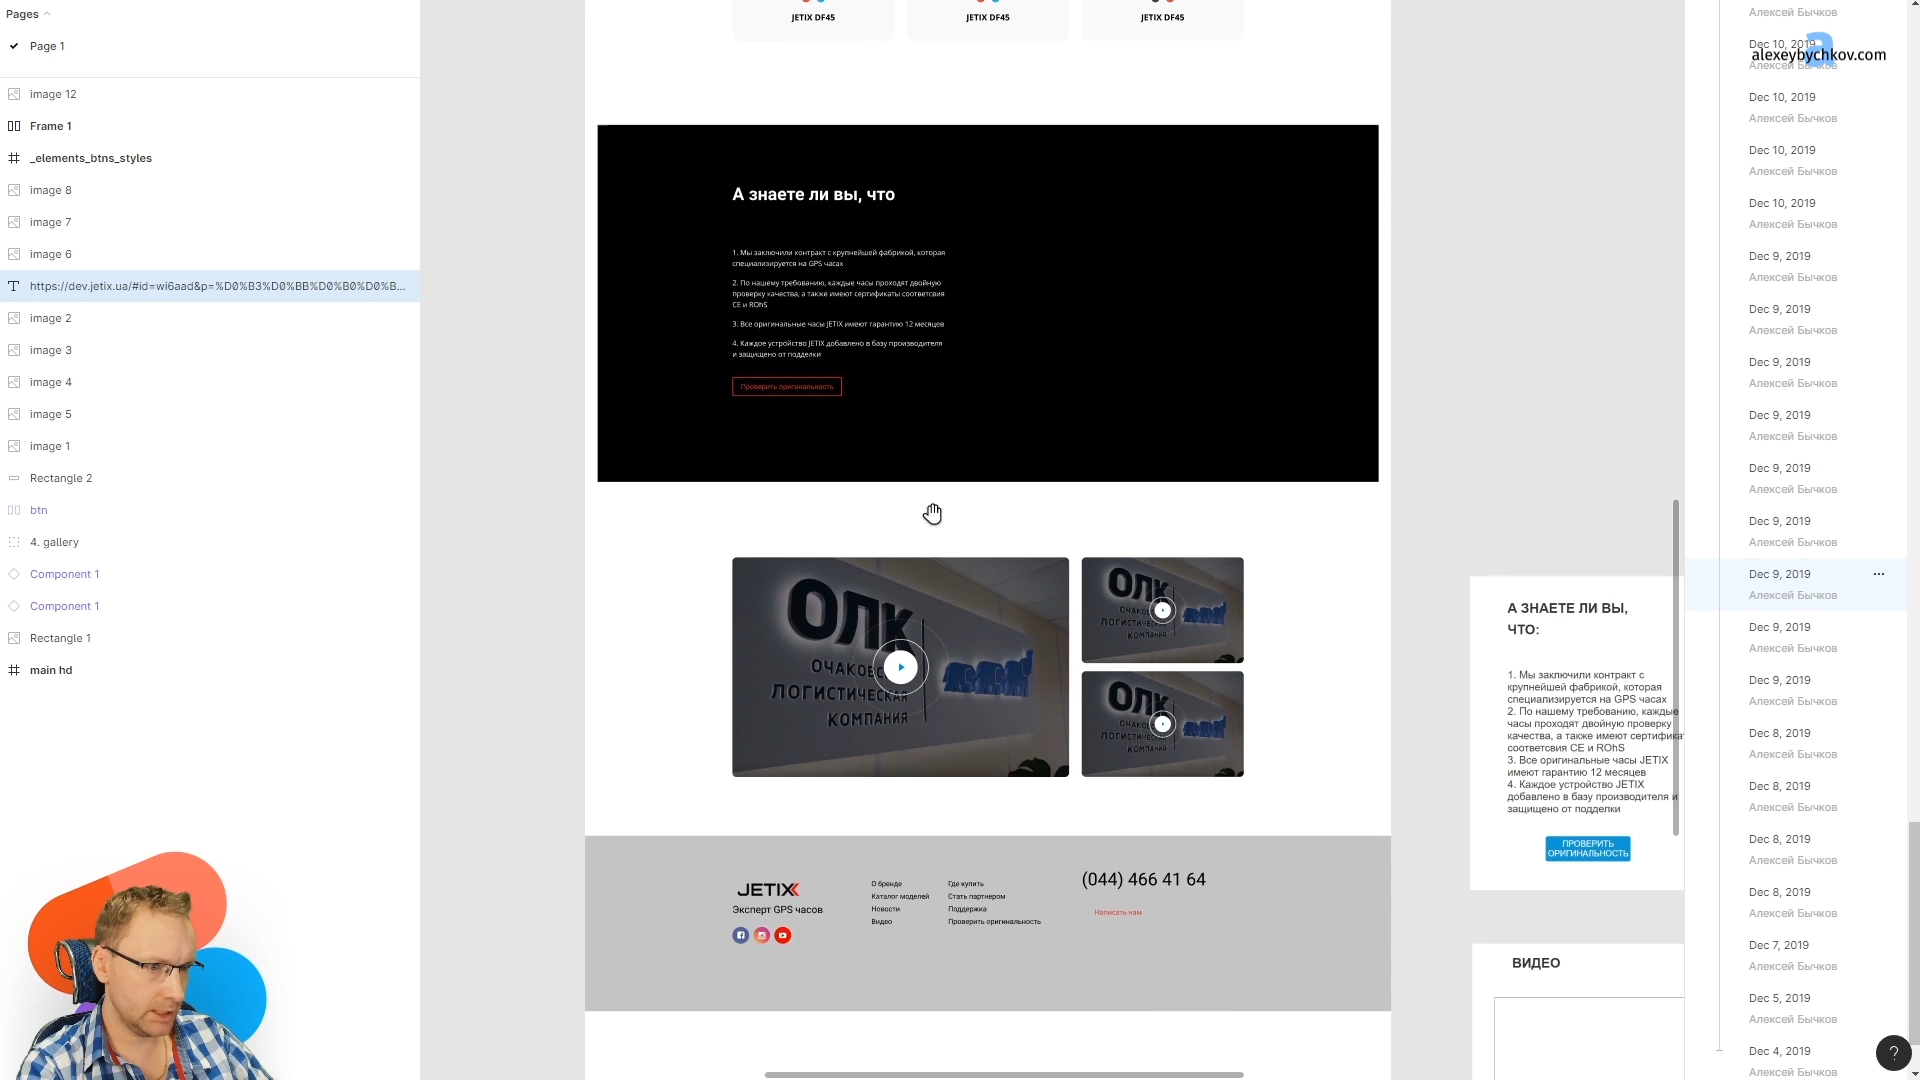 Pages
Page 1
image 12
Frame 1
_elements_btns_styles
image 8
image 7
image 6
https://dev.jetix.ua/#id=wi6aad&p=%D0%B3%D0%BB%D0%B0%D0%B...
image 2
image 3
image 4
image 5
image 1
Rectangle 2
btn
4. gallery
Component 1
Component 1
Rectangle 1
main hd
JETIX DF45
JETIX DF45
JETIX DF45
А знаете ли вы, что
1. Мы заключили контракт с крупнейшей фабрикой, которая
специализируется на GPS часах
2. По нашему требованию, каждые часы проходят двойную
проверку качества, а также имеют сертификаты соответсвия
CE и ROhS
3. Все оригинальные часы JETIX имеют гарантию 12 месяцев
4. Каждое устройство JETIX добавлено в базу производителя
и защищено от подделки
Проверить оригинальность
ОЛК
ОЧАКОВС
ЛОГИСТИЧЕСКАЯ
КОМПАНИЯ
ОЛК
ЛОГИСТИЧЕСКАЯ
КОМПАНИЯ
ОЛК
ЛОГИСТИЧЕСКАЯ
КОМПАНИЯ
JETIX
Эксперт GPS часов
О бренде
Каталог моделей
Новости
Видео
Где купить
Стать партнером
Поддержка
Проверить оригинальность
(044) 466 41 64
Написать нам
А ЗНАЕТЕ ЛИ ВЫ,
ЧТО:
1. Мы заключили контракт с
крупнейшей фабрикой, которая
специализируется на GPS часах
2. По нашему требованию, каждые
часы проходят двойную проверку
качества, а также имеют сертификат
соответсвия CE и ROhS
3. Все оригинальные часы JETIX
имеют гарантию 12 месяцев
4. Каждое устройство JETIX
добавлено в базу производителя и
защищено от подделки
ПРОВЕРИТЬ
ОРИГИНАЛЬНОСТЬ
ВИДЕО
Алексей Бычков
Dec 10, 2019
alexeybychkov.com
Алексей Бычков
Dec 10, 2019
Алексей Бычков
Dec 10, 2019
Алексей Бычков
Dec 10, 2019
Алексей Бычков
Dec 9, 2019
Алексей Бычков
Dec 9, 2019
Алексей Бычков
Dec 9, 2019
Алексей Бычков
Dec 9, 2019
Алексей Бычков
Dec 9, 2019
Алексей Бычков
Dec 9, 2019
Алексей Бычков
Dec 9, 2019
Алексей Бычков
Dec 9, 2019
Алексей Бычков
Dec 9, 2019
Алексей Бычков
Dec 8, 2019
Алексей Бычков
Dec 8, 2019
Алексей Бычков
Dec 8, 2019
Алексей Бычков
Dec 8, 2019
Алексей Бычков
Dec 7, 2019
Алексей Бычков
Dec 5, 2019
Алексей Бычков
Dec 4, 2019
Алексей Бычков
?